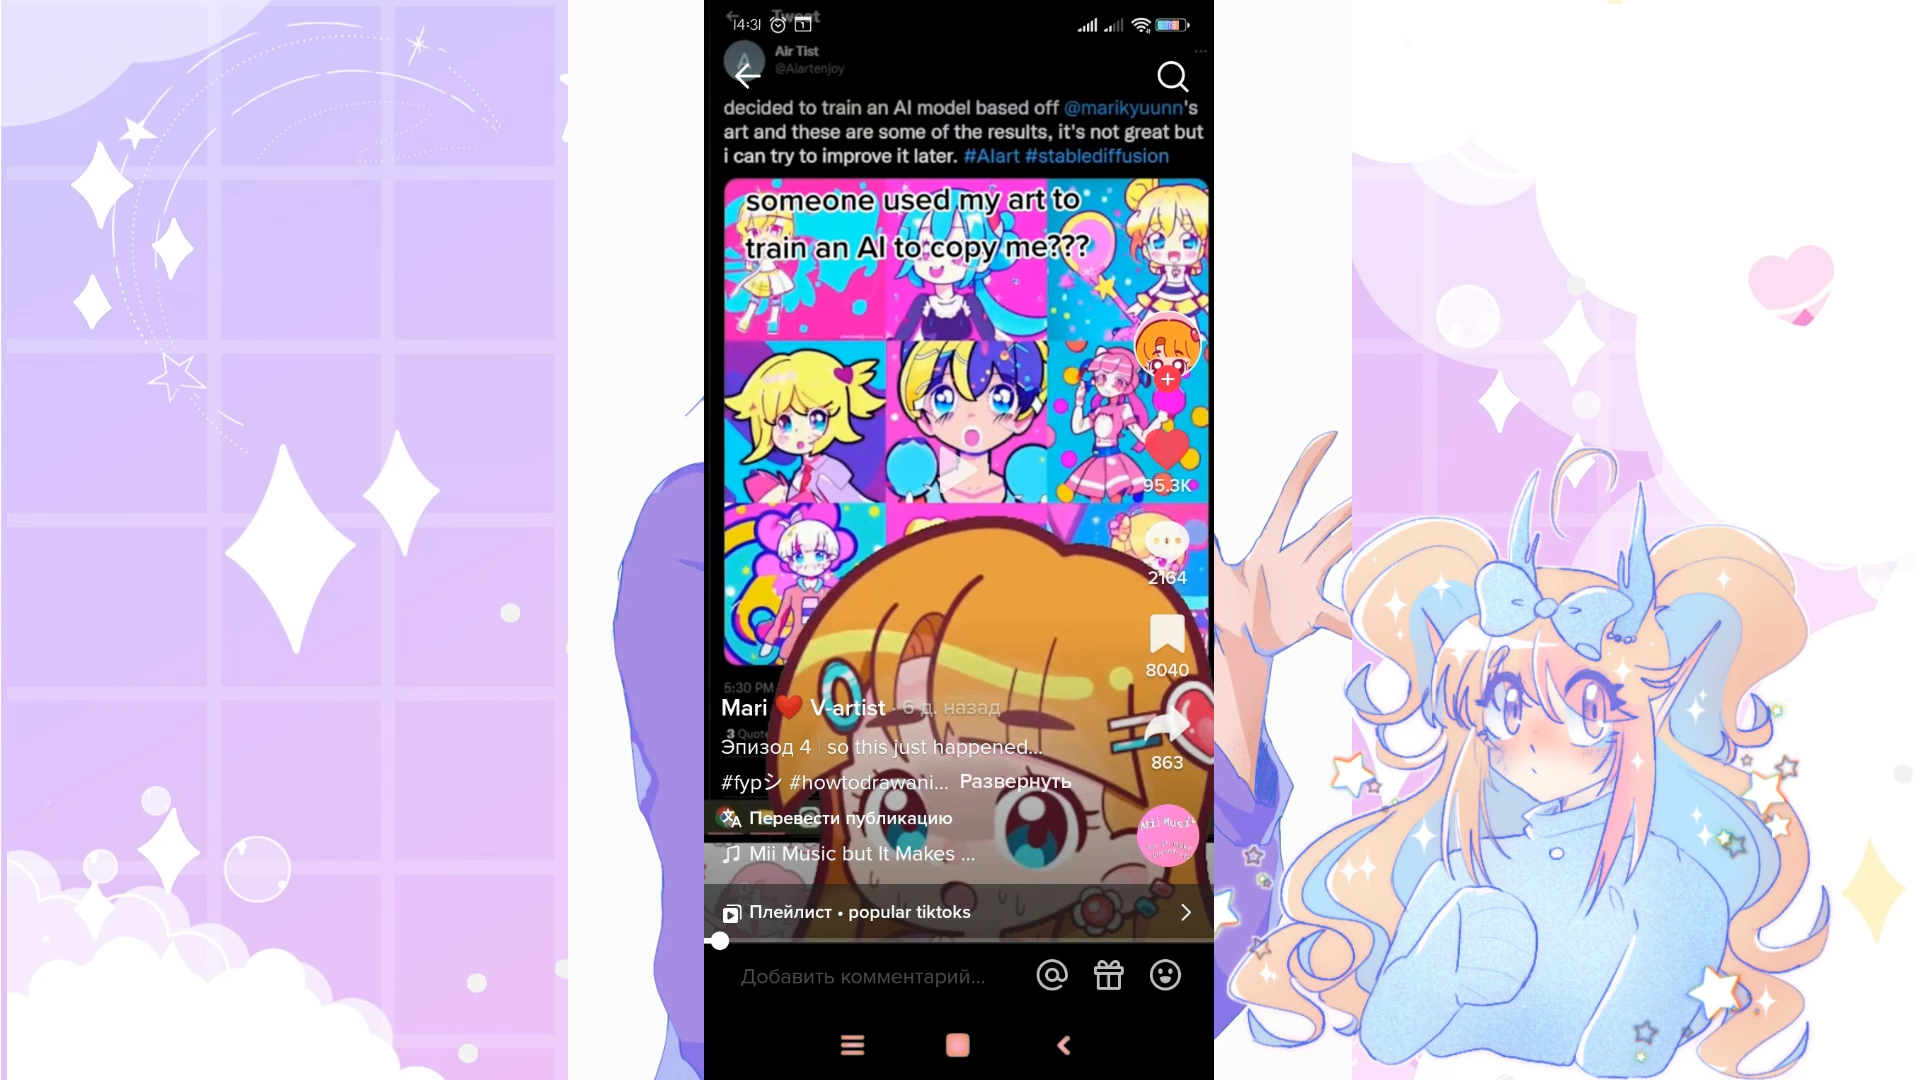 Tweet
14:31
1
Air Tist
A
@AIartenjoy
decided to train an AI model based off @marikyuunn's
art and these are some of the results, it's not great but
i can try to improve it later. #AIart #stablediffusion
someone used my art to
train an AI to copy me???
95.3K
2164
8040
863
5:30 PM
Mari ❤️ V-artist · 6 д. назад
3 Quote
Эпизод 4 | so this just happened...
#fypシ #howtodrawani... Развернуть
Перевести публикацию
Mii Music but It Makes ...
Mii Music
Плейлист • popular tiktoks
Добавить комментарий...